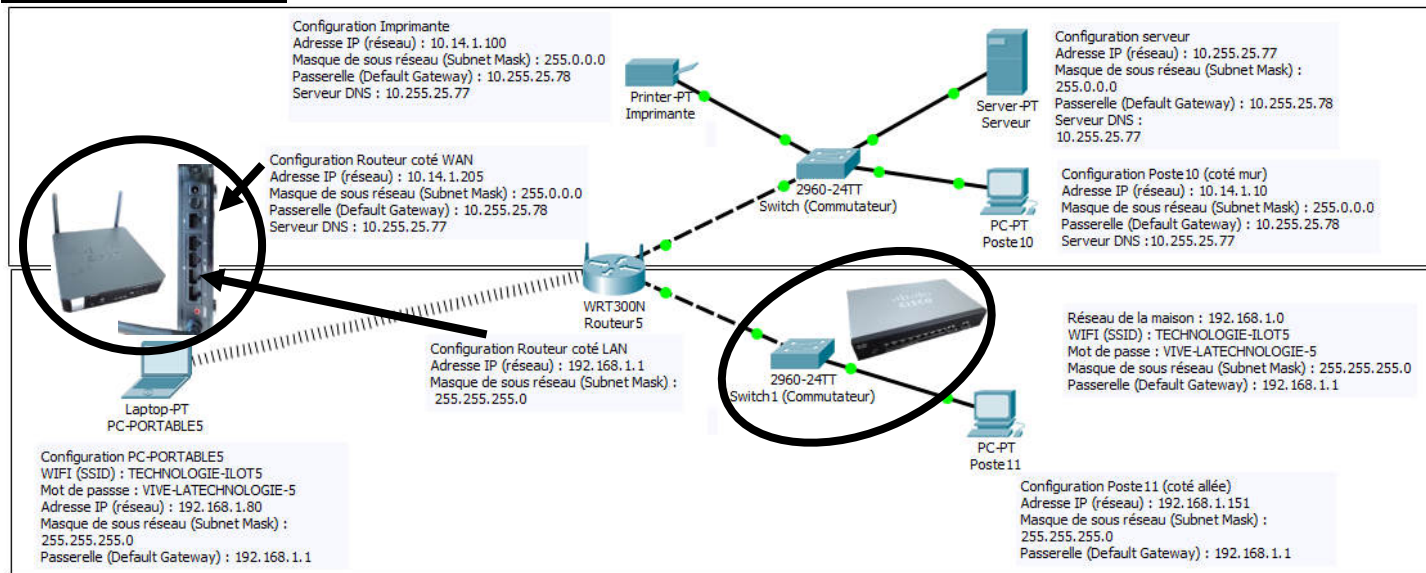 Configuration Imprimante
Adresse IP (réseau) : 10.14.1.100
Masque de sous réseau (Subnet Mask) : 255.0.0.0
Passerelle (Default Gateway) : 10.255.25.78
Serveur DNS : 10.255.25.77
Printer-PT
Imprimante
Server-PT
Serveur
Configuration serveur
Adresse IP (réseau) : 10.255.25.77
Masque de sous réseau (Subnet Mask) :
255.0.0.0
Passerelle (Default Gateway) : 10.255.25.78
Serveur DNS :
10.255.25.77
Configuration Routeur coté WAN
Adresse IP (réseau) : 10.14.1.205
Masque de sous réseau (Subnet Mask) : 255.0.0.0
Passerelle (Default Gateway) : 10.255.25.78
Serveur DNS : 10.255.25.77
2960-24TT
Switch (Commutateur)
PC-PT
Poste10
Configuration Poste10 (coté mur)
Adresse IP (réseau) : 10.14.1.10
Masque de sous réseau (Subnet Mask) : 255.0.0.0
Passerelle (Default Gateway) : 10.255.25.78
Serveur DNS :10.255.25.77
WRT300N
Routeur5
Configuration Routeur coté LAN
Adresse IP (réseau) : 192.168.1.1
Masque de sous réseau (Subnet Mask) :
255.255.255.0
2960-24TT
Switch1 (Commutateur)
PC-PT
Poste11
Réseau de la maison : 192.168.1.0
WIFI (SSID) : TECHNOLOGIE-ILOT5
Mot de passe : VIVE-LATECHNOLOGIE-5
Masque de sous réseau (Subnet Mask) : 255.255.255.0
Passerelle (Default Gateway) : 192.168.1.1
Laptop-PT
PC-PORTABLE5
Configuration PC-PORTABLE5
WIFI (SSID) : TECHNOLOGIE-ILOT5
Mot de passse : VIVE-LATECHNOLOGIE-5
Adresse IP (réseau) : 192.168.1.80
Masque de sous réseau (Subnet Mask) :
255.255.255.0
Passerelle (Default Gateway) : 192.168.1.1
Configuration Poste11 (coté allée)
Adresse IP (réseau) : 192.168.1.151
Masque de sous réseau (Subnet Mask) :
255.255.255.0
Passerelle (Default Gateway) : 192.168.1.1